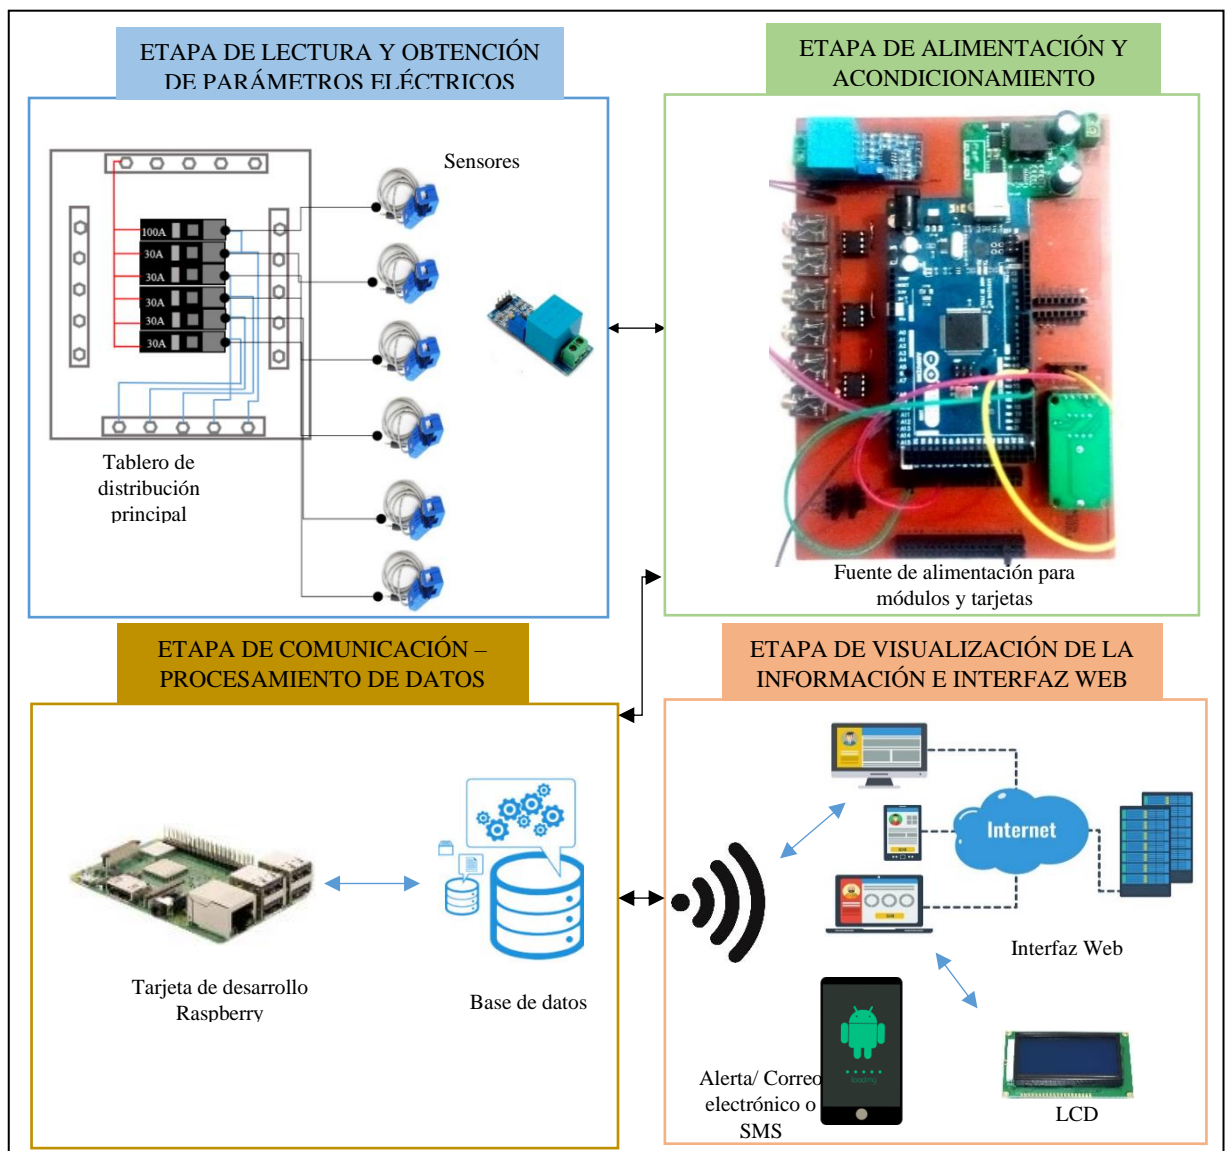 ETAPA DE LECTURA Y OBTENCIÓN
DE PARÁMETROS ELÉCTRICOS
Sensores
100A
30A
30A
30A
30A
30A
Tablero de
distribución
principal
ETAPA DE ALIMENTACIÓN Y
ACONDICIONAMIENTO
Fuente de alimentación para
módulos y tarjetas
ETAPA DE COMUNICACIÓN –
PROCESAMIENTO DE DATOS
Tarjeta de desarrollo
Raspberry
Base de datos
ETAPA DE VISUALIZACIÓN DE LA
INFORMACIÓN E INTERFAZ WEB
Internet
Interfaz Web
Alerta/ Correo
electrónico o
SMS
loading
LCD